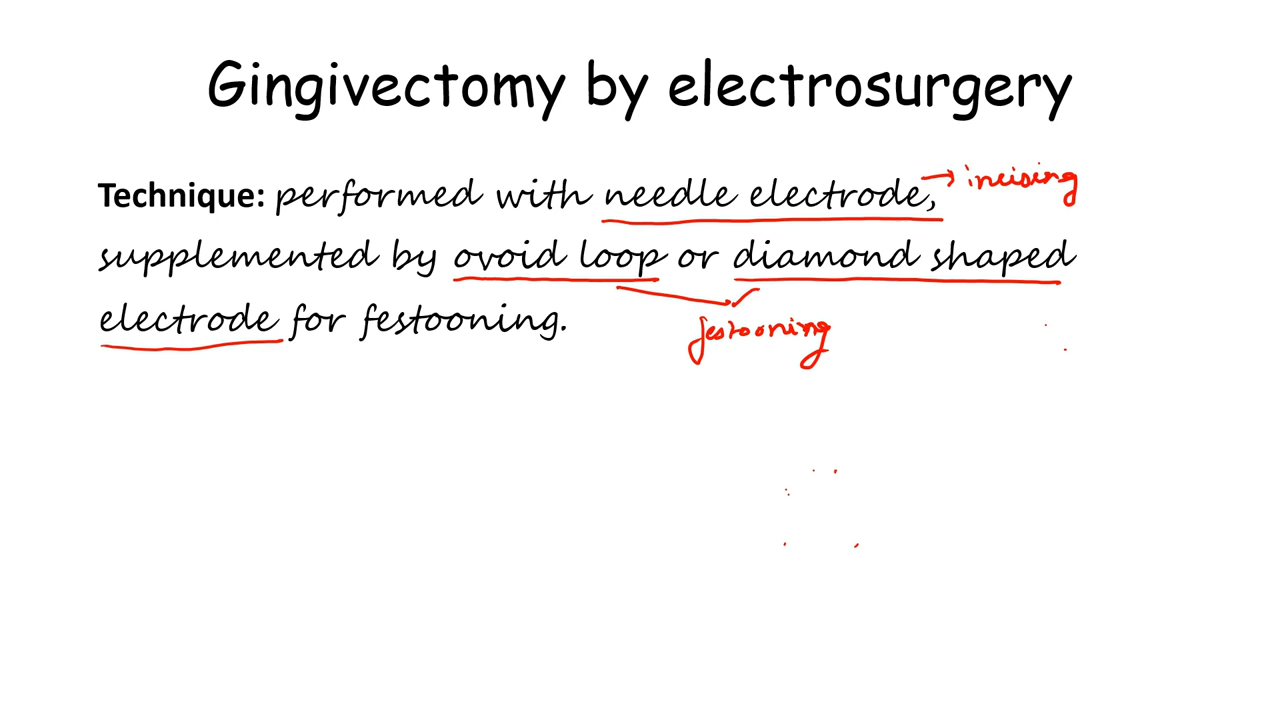 Gingivectomy by electrosurgery
Technique: performed with needle electrode, → incising
supplemented by ovoid loop or diamond shaped
electrode for festooning.
festooning